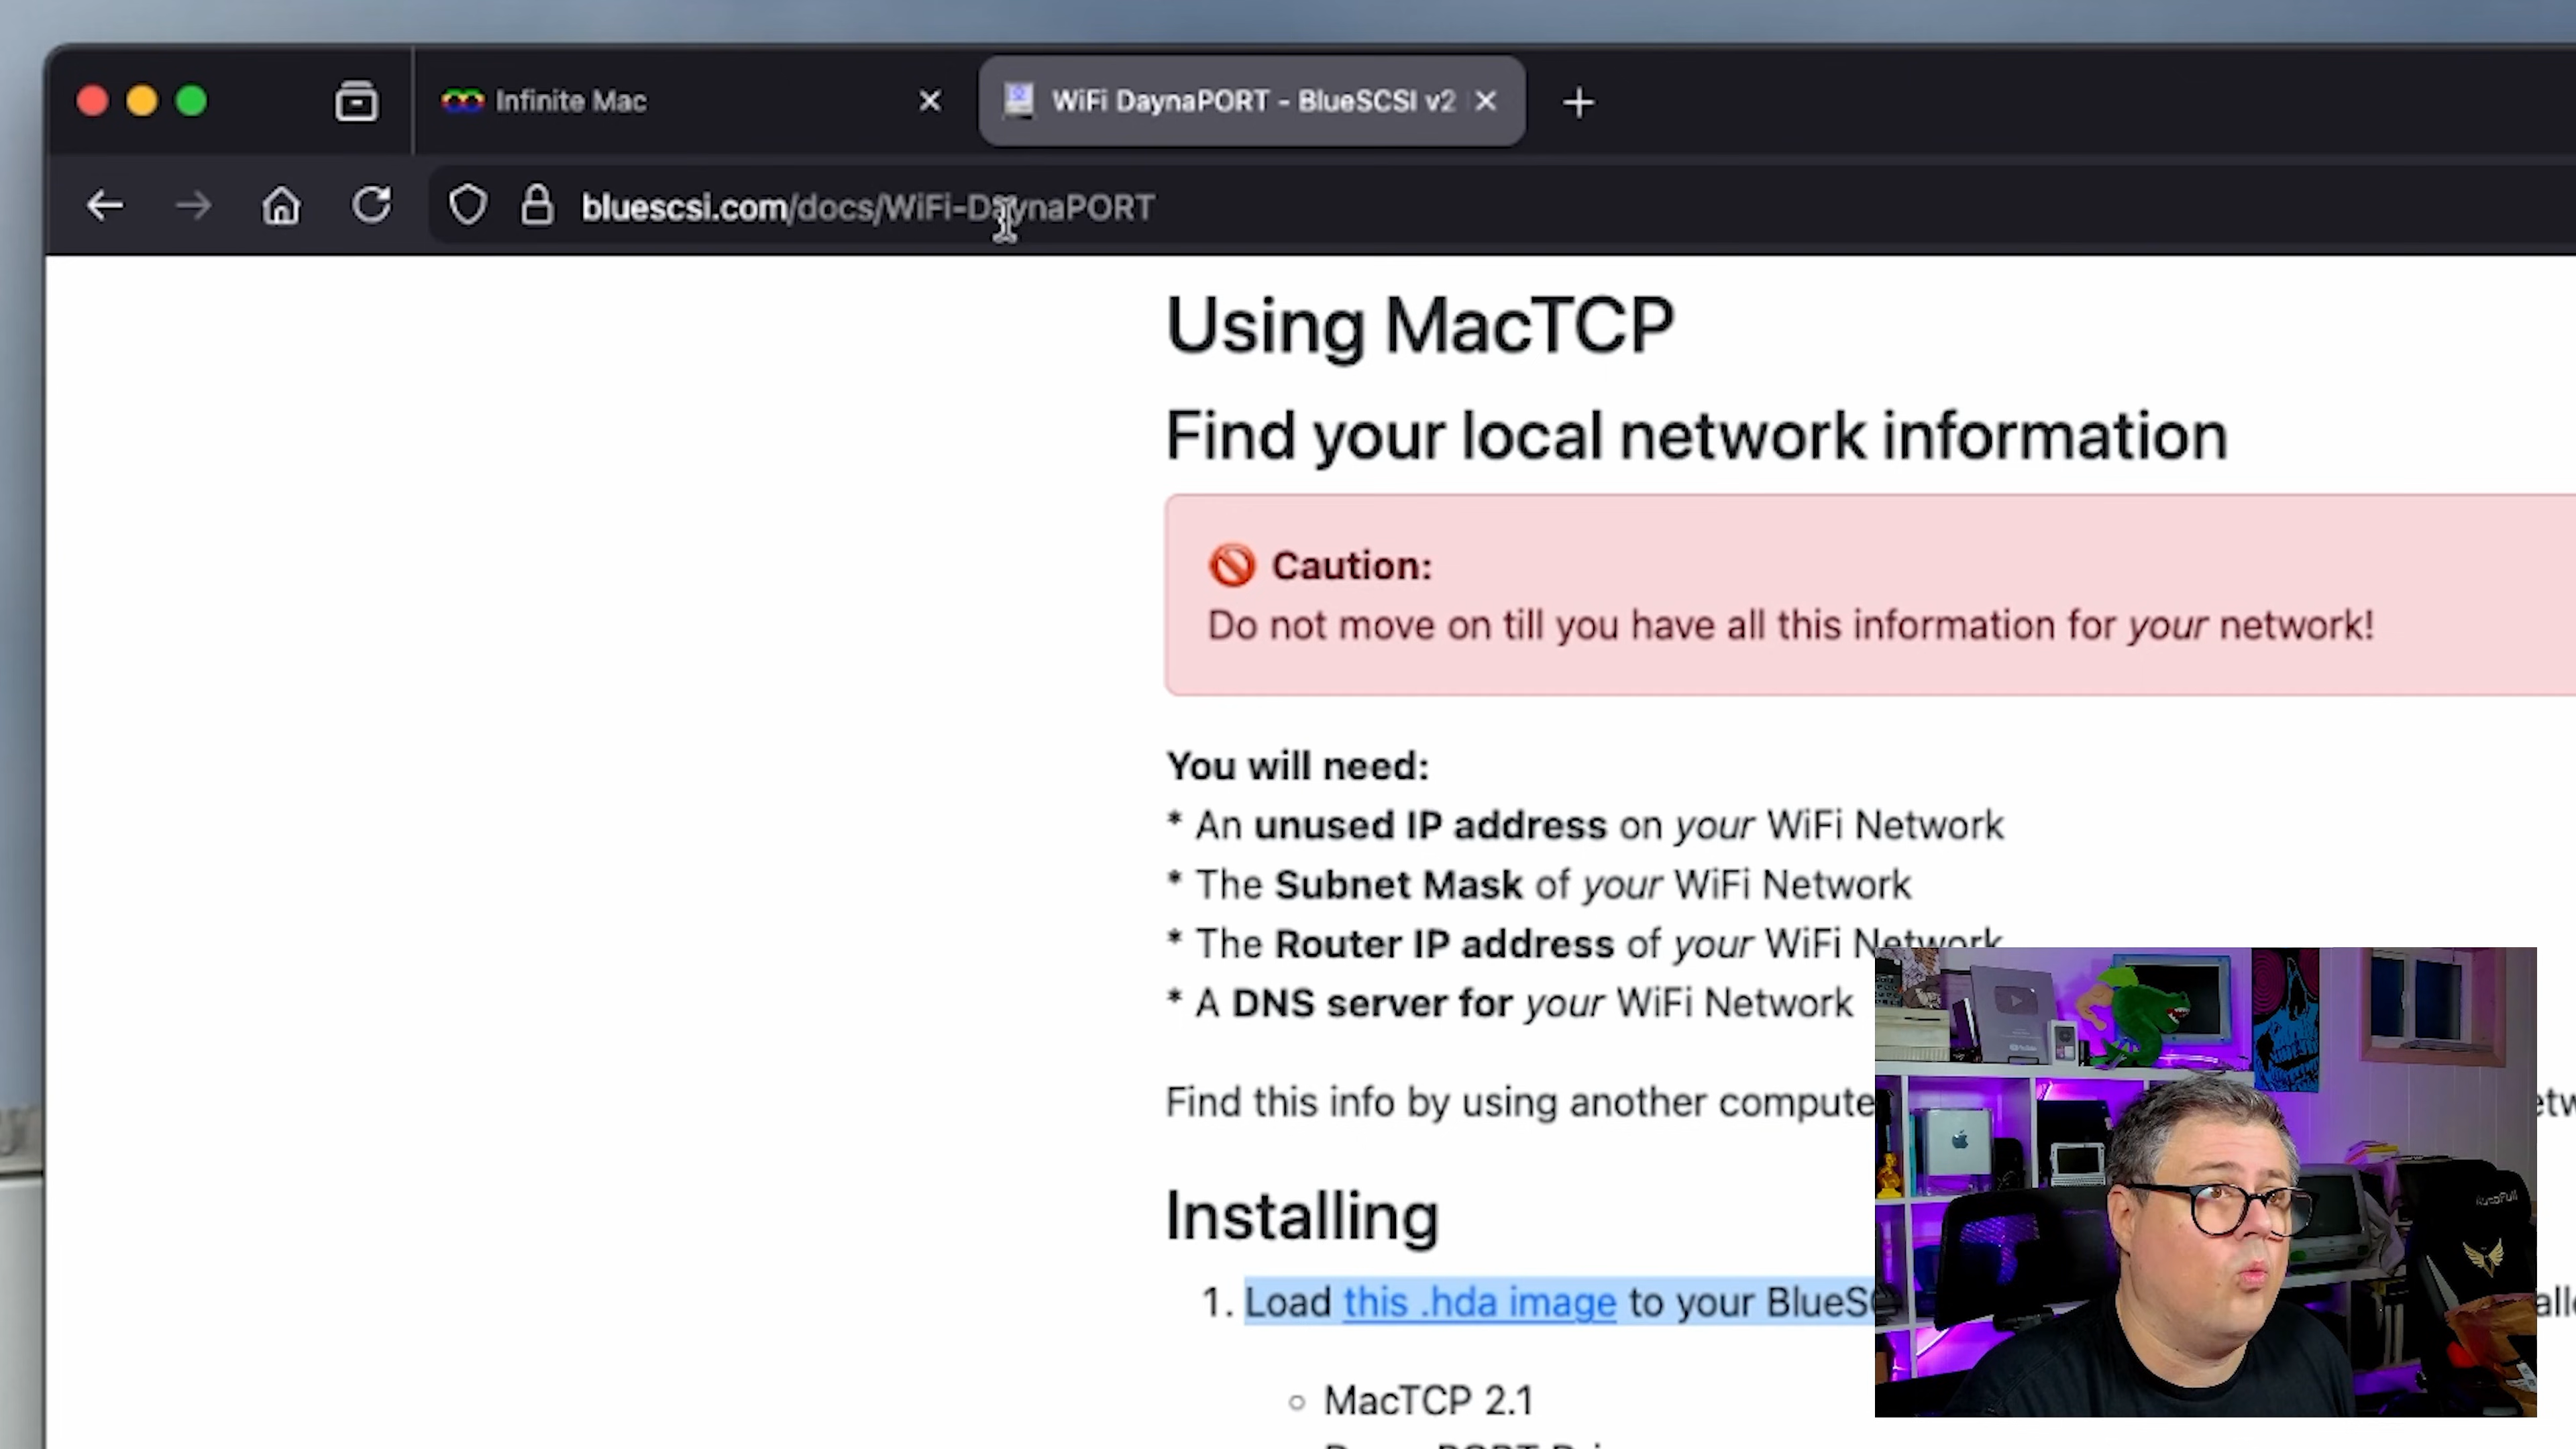 Infinite Mac
WiFi DaynaPORT - BlueSCSI v2
bluescsi.com/docs/WiFi-DaynaPORT
Using MacTCP
Find your local network information
Caution:
Do not move on till you have all this information for your network!
You will need:
* An unused IP address on your WiFi Network
* The Subnet Mask of your WiFi Network
* The Router IP address of your WiFi Network
* A DNS server for your WiFi Network
Find this info by using another compute
Installing
1. Load this .hda image to your BlueS
MacTCP 2.1
AutoFull